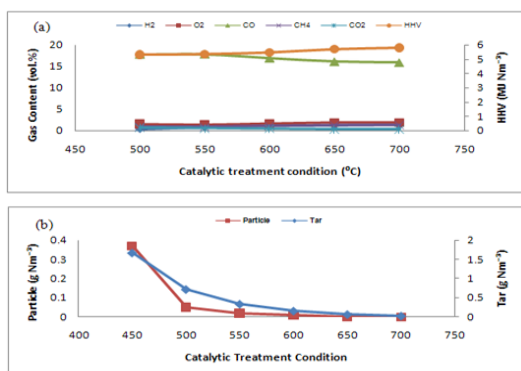 (a)
H2 O2 CO CH4 CO2 HHV
Gas Content (vol.%)
20
15
10
5
0
6
5
4
3
2
1
0
HHV (MJ Nm⁻³)
450 500 550 600 650 700 750
Catalytic treatment condition (⁰C)
(b)
Particle Tar
Particle (g Nm⁻³)
0.4
0.3
0.2
0.1
0
2
1.5
1
0.5
0
Tar (g Nm⁻³)
400 450 500 550 600 650 700 750
Catalytic Treatment Condition